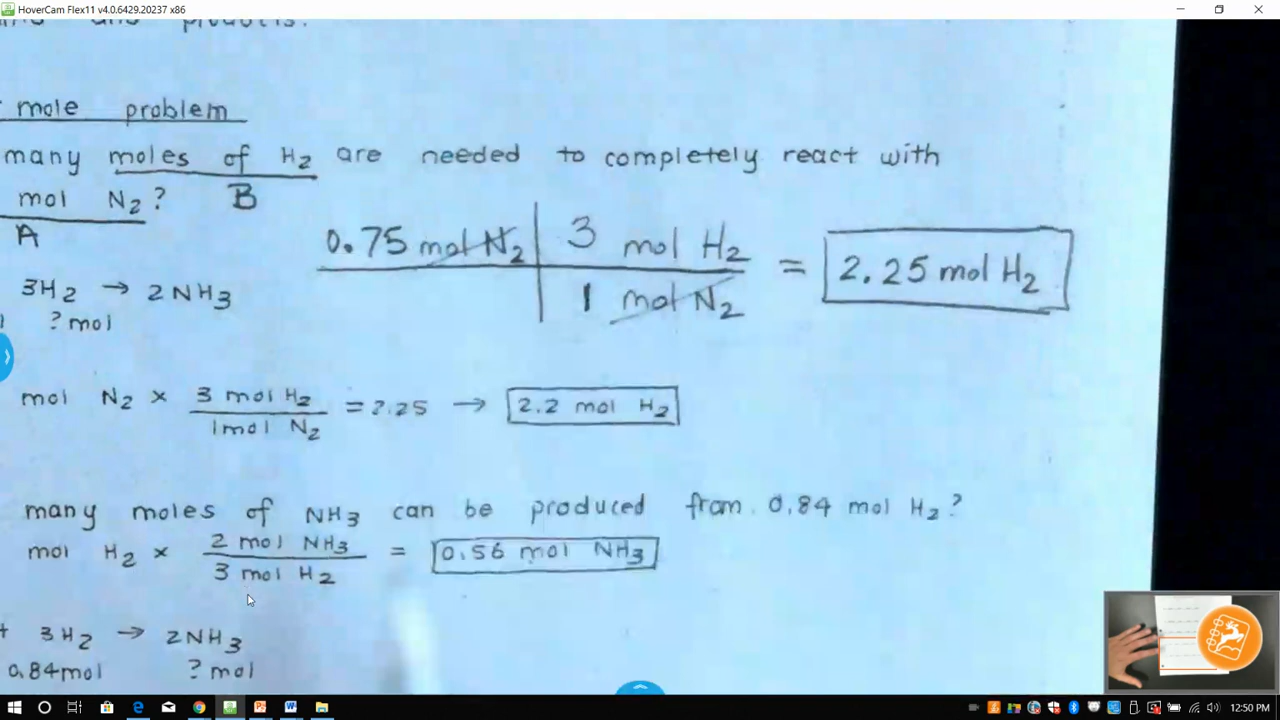 HoverCam Flex11 v4.0.6429.20237 x86
and products.
mole problem
many moles of H₂ are needed to completely react with
mol N₂?
B
A
0.75 mol N₂ | 3 mol H₂
1 mol N₂
= 2.25 mol H₂
3H₂ → 2NH₃
?mol
mol N₂ × 3 mol H₂
1mol N₂
= 2.25 → 2.2 mol H₂
many moles of NH₃ can be produced from 0.84 mol H₂?
mol H₂ × 2 mol NH₃
3 mol H₂
= 0.56 mol NH₃
3H₂ → 2NH₃
0.84mol ?mol
12:50 PM